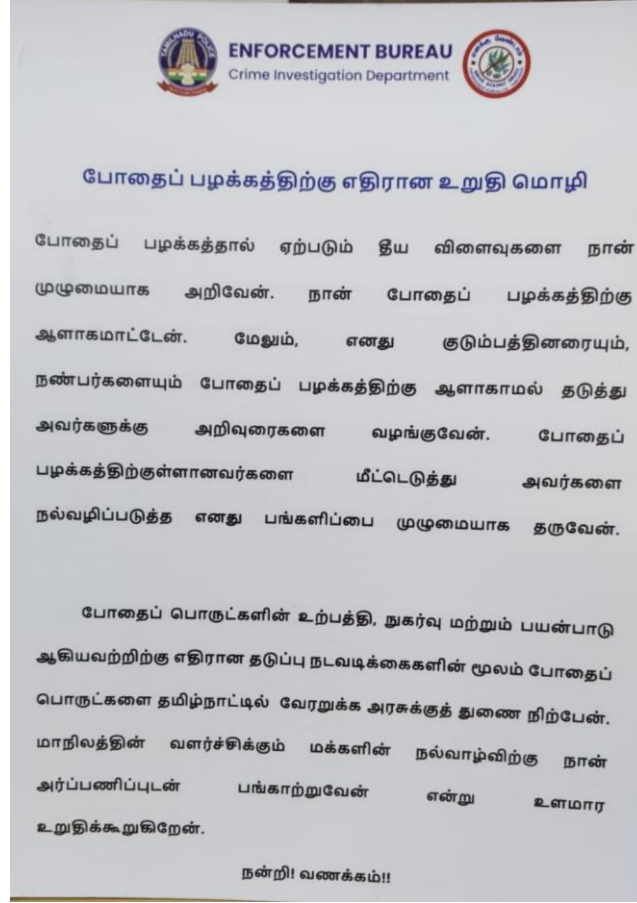 ENFORCEMENT BUREAU
Crime Investigation Department
போதைப் பழக்கத்திற்கு எதிரான உறுதி மொழி
போதைப் பழக்கத்தால் ஏற்படும் தீய விளைவுகளை நான்
முழுமையாக அறிவேன். நான் போதைப் பழக்கத்திற்கு
ஆளாகமாட்டேன். மேலும், எனது குடும்பத்தினரையும்,
நண்பர்களையும் போதைப் பழக்கத்திற்கு ஆளாகாமல் தடுத்து
அவர்களுக்கு அறிவுரைகளை வழங்குவேன். போதைப்
பழக்கத்திற்குள்ளானவர்களை மீட்டெடுத்து அவர்களை
நல்வழிப்படுத்த எனது பங்களிப்பை முழுமையாக தருவேன்.
போதைப் பொருட்களின் உற்பத்தி, நுகர்வு மற்றும் பயன்பாடு
ஆகியவற்றிற்கு எதிரான தடுப்பு நடவடிக்கைகளின் மூலம் போதைப்
பொருட்களை தமிழ்நாட்டில் வேரறுக்க அரசுக்குத் துணை நிற்பேன்.
மாநிலத்தின் வளர்ச்சிக்கும் மக்களின் நல்வாழ்விற்கு நான்
அர்ப்பணிப்புடன் பங்காற்றுவேன் என்று உளமார
உறுதிக்கூறுகிறேன்.
நன்றி! வணக்கம்!!